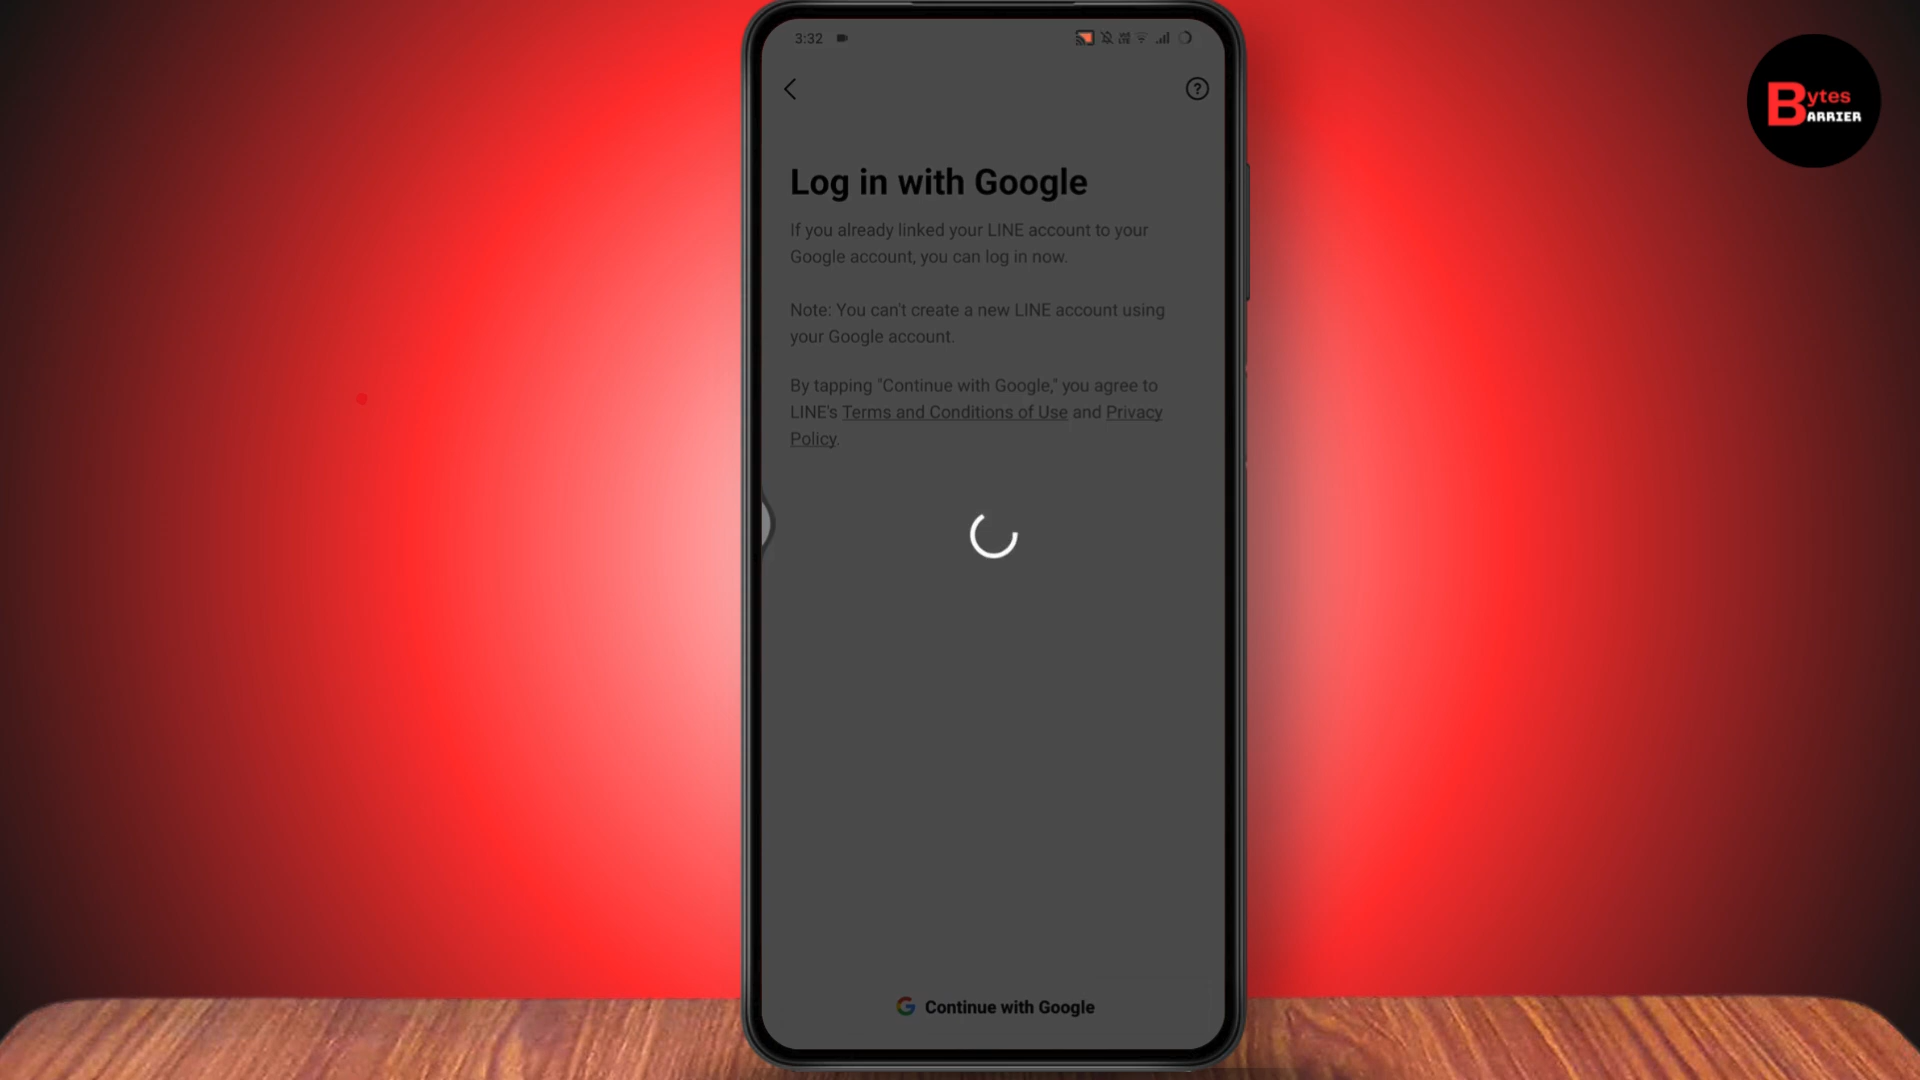 3:32
Bytes
BARRIER
Log in with Google
If you already linked your LINE account to your
Google account, you can log in now.
Note: You can't create a new LINE account using
your Google account.
By tapping "Continue with Google," you agree to
LINE's Terms and Conditions of Use and Privacy
Policy.
Continue with Google